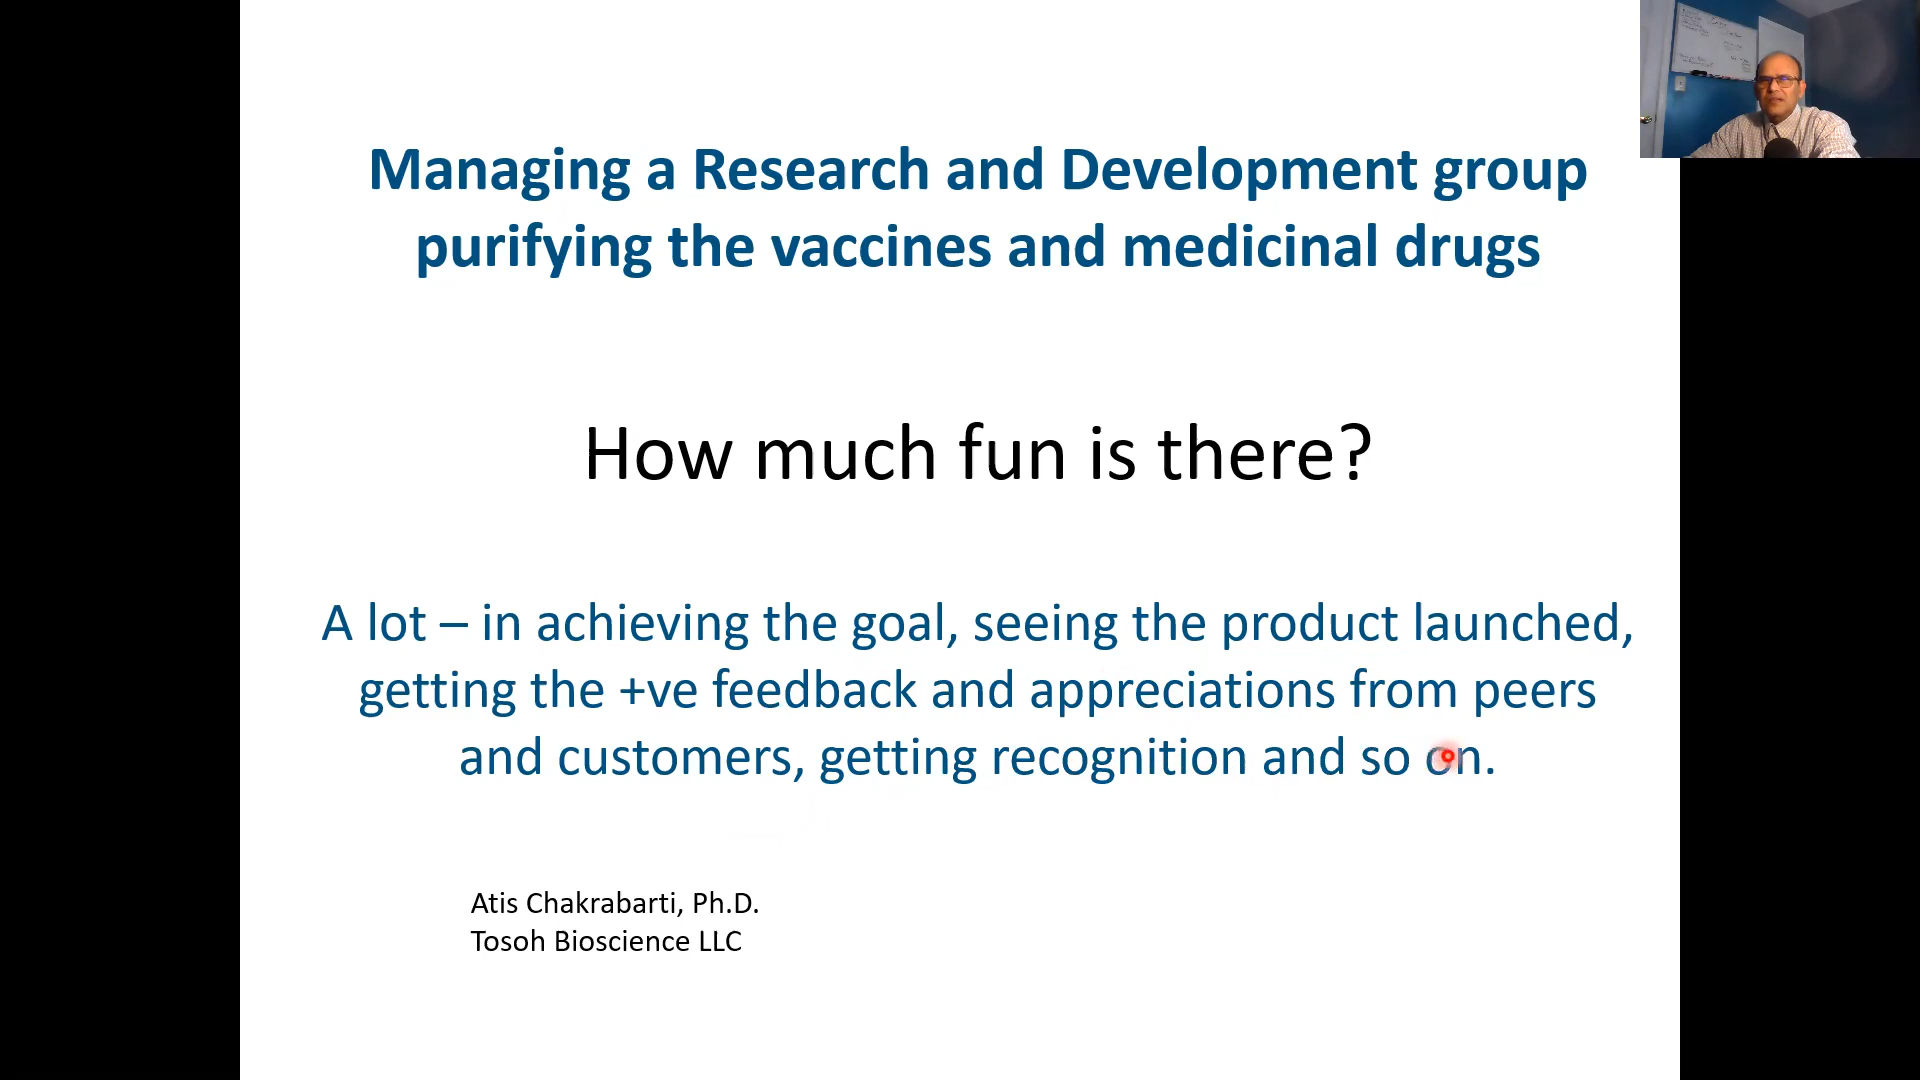 Managing a Research and Development group
purifying the vaccines and medicinal drugs
How much fun is there?
A lot – in achieving the goal, seeing the product launched,
getting the +ve feedback and appreciations from peers
and customers, getting recognition and so on.
Atis Chakrabarti, Ph.D.
Tosoh Bioscience LLC